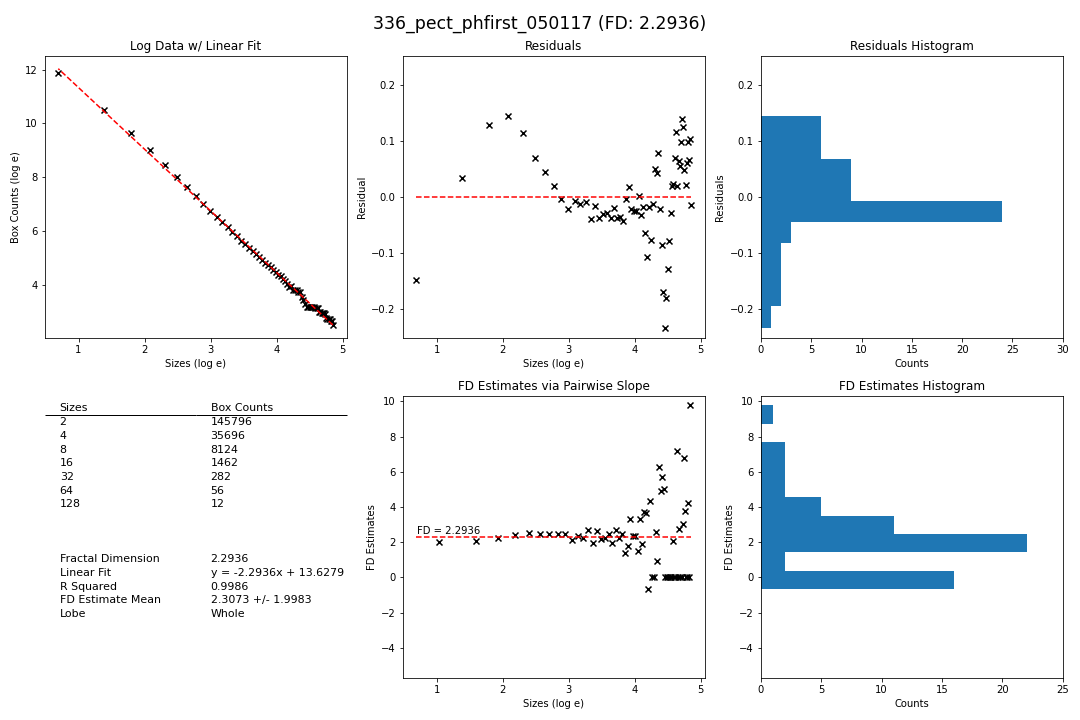 336_pect_phfirst_050117 (FD: 2.2936)
Log Data w/ Linear Fit
Box Counts (log e)
12
10
8
6
4
1 2 3 4 5
Sizes (log e)
Residuals
Residual
0.2
0.1
0.0
−0.1
−0.2
1 2 3 4 5
Sizes (log e)
Residuals Histogram
Residuals
0.2
0.1
0.0
−0.1
−0.2
0 5 10 15 20 25 30
Counts
Sizes Box Counts
2 145796
4 35696
8 8124
16 1462
32 282
64 56
128 12
Fractal Dimension 2.2936
Linear Fit y = -2.2936x + 13.6279
R Squared 0.9986
FD Estimate Mean 2.3073 +/- 1.9983
Lobe Whole
FD Estimates via Pairwise Slope
FD Estimates
10
8
6
4
2
0
−2
−4
FD = 2.2936
1 2 3 4 5
Sizes (log e)
FD Estimates Histogram
FD Estimates
10
8
6
4
2
0
−2
−4
0 5 10 15 20 25
Counts